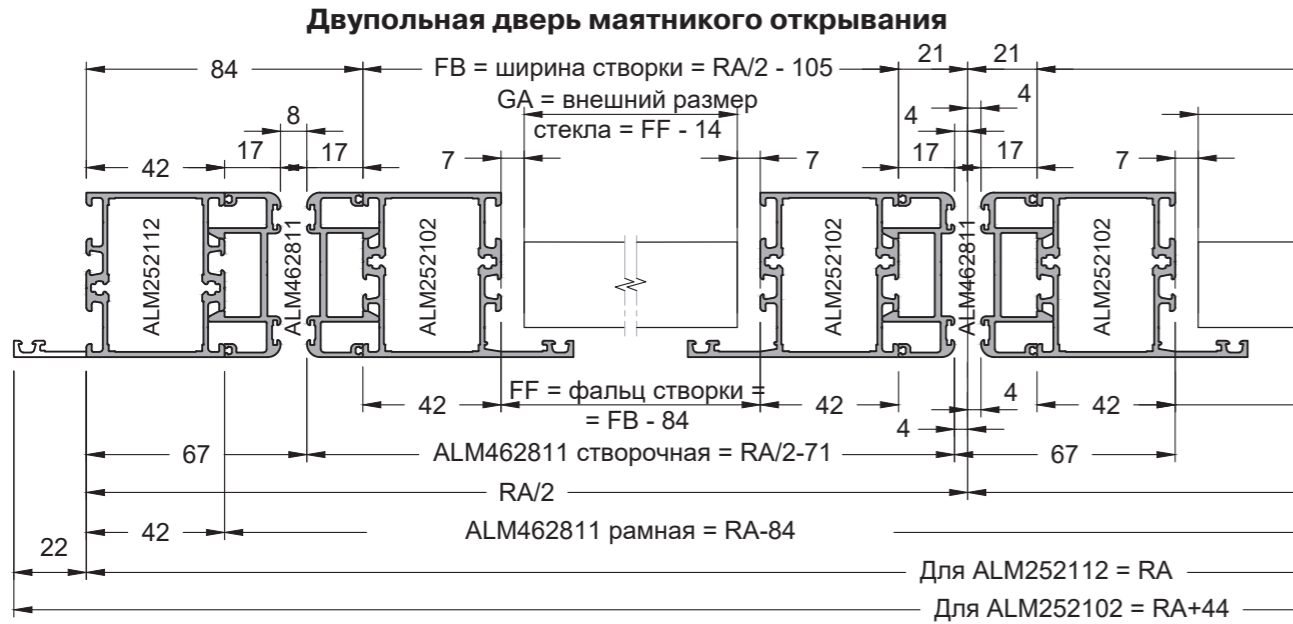 Двупольная дверь маятникого открывания
84
FB = ширина створки = RA/2 - 105
21
21
GA = внешний размер
стекла = FF - 14
8
4
4
42
17
17
7
7
17
17
7
ALM252112
ALM462811
ALM252102
ALM252102
ALM462811
ALM252102
42
FF = фальц створки =
= FB - 84
42
4
42
4
67
ALM462811 створочная = RA/2-71
67
RA/2
42
ALM462811 рамная = RA-84
22
Для ALM252112 = RA
Для ALM252102 = RA+44